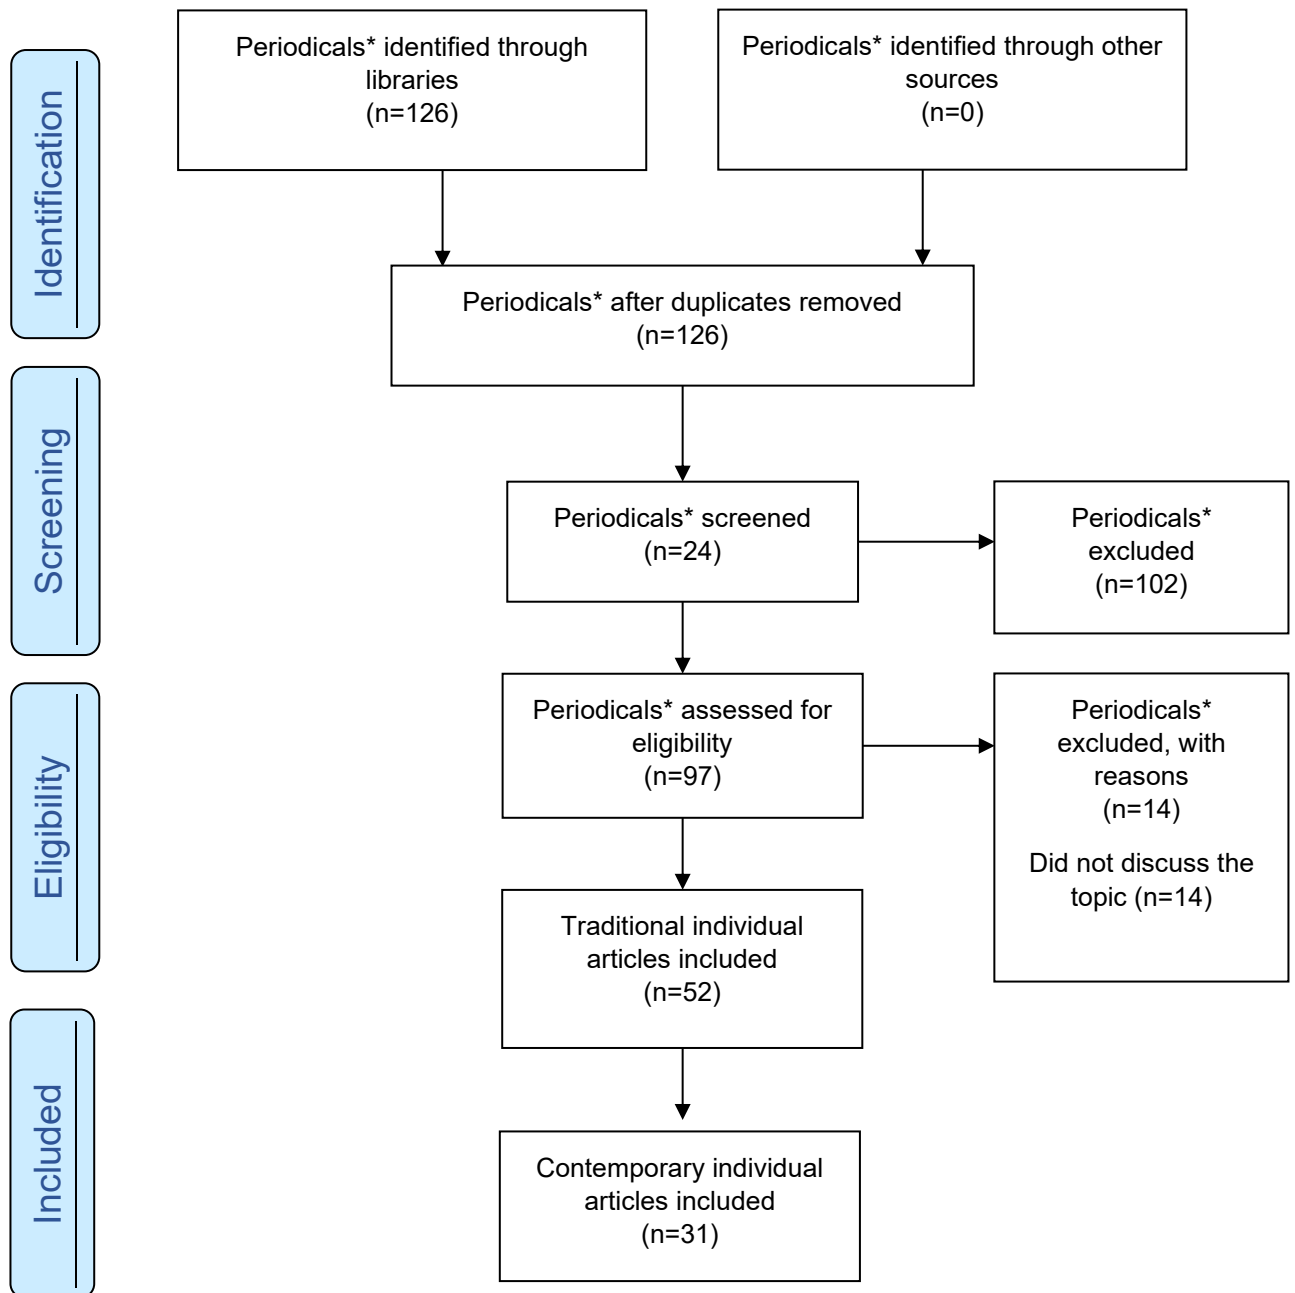 Identification
Periodicals* identified through
libraries
(n=126)
Periodicals* identified through other
sources
(n=0)
Periodicals* after duplicates removed
(n=126)
Screening
Periodicals* screened
(n=24)
Periodicals*
excluded
(n=102)
Eligibility
Periodicals* assessed for
eligibility
(n=97)
Periodicals*
excluded, with
reasons
(n=14)
Did not discuss the
topic (n=14)
Traditional individual
articles included
(n=52)
Included
Contemporary individual
articles included
(n=31)